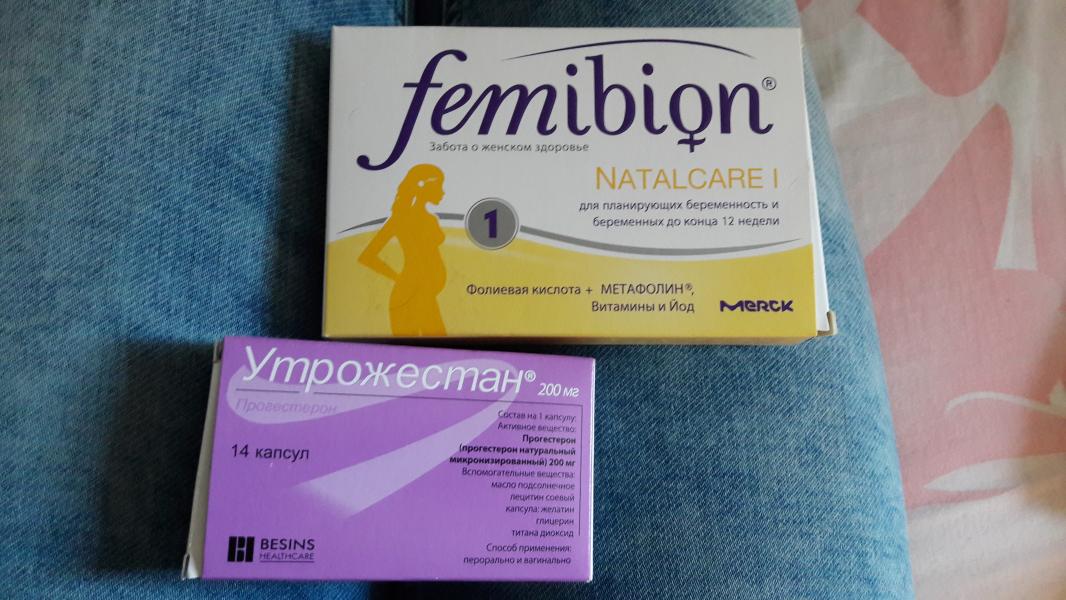 femibion®
Забота о женском здоровье
NATALCARE I
для планирующих беременность и
беременных до конца 12 недели
1
Фолиевая кислота + МЕТАФОЛИН®,
Витамины и Йод
MERCK
Утрожестан® 200 мг
Прогестерон
14 капсул
Состав на 1 капсулу:
Активное вещество:
Прогестерон
(прогестерон натуральный
микронизированный) 200 мг
Вспомогательные вещества:
масло подсолнечное
лецитин соевый
капсула: желатин
глицерин
титана диоксид
Способ применения:
перорально и вагинально
BESINS
HEALTHCARE